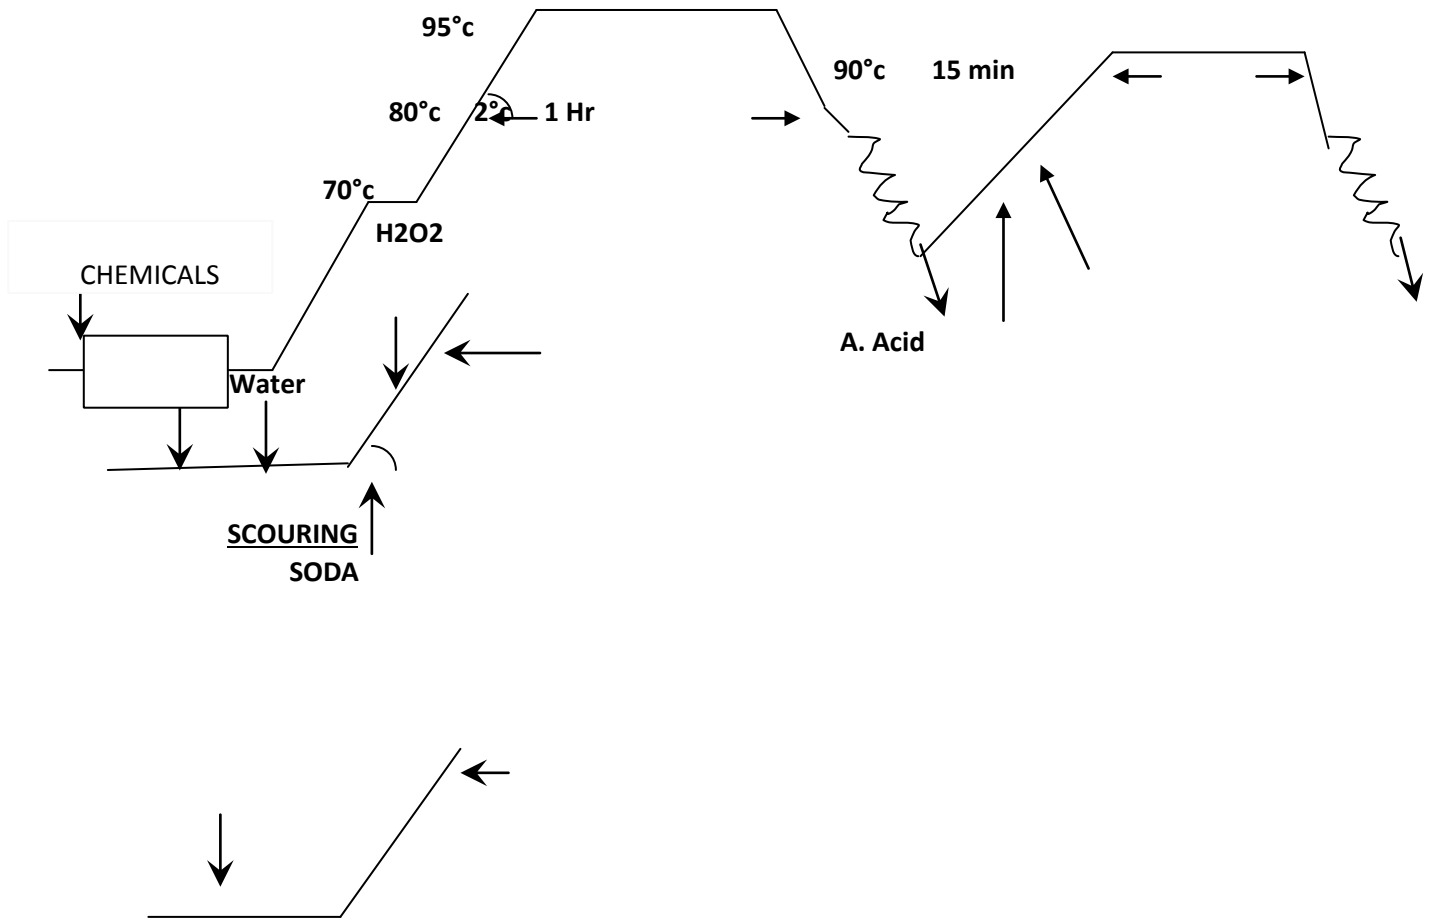 95°c
90°c 15 min
80°c 2°c 1 Hr
70°c
H2O2
CHEMICALS
A. Acid
Water
SCOURING
SODA